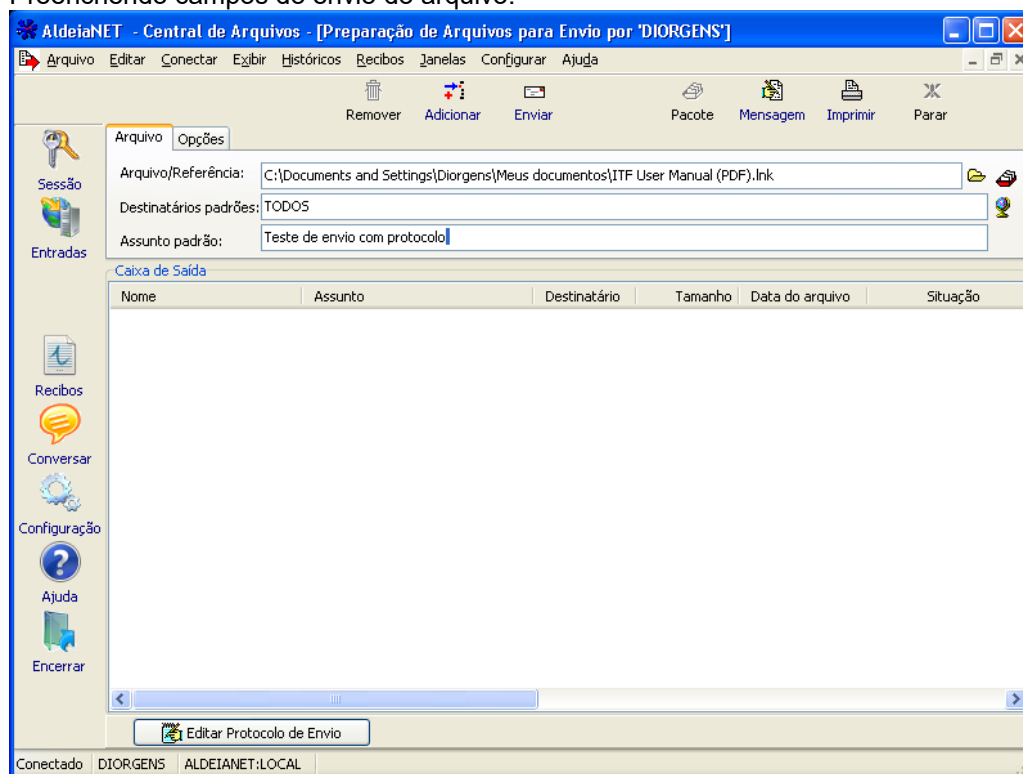 Preenchendo campos de envio de arquivo:
AldeiaNET - Central de Arquivos - [Preparação de Arquivos para Envio por 'DIORGENS']
Arquivo Editar Conectar Exibir Históricos Recibos Janelas Configurar Ajuda
Remover Adicionar Enviar Pacote Mensagem Imprimir Parar
Arquivo Opções
Sessão
Arquivo/Referência: C:\Documents and Settings\Diorgens\Meus documentos\ITF User Manual (PDF).lnk
Destinatários padrões: TODOS
Assunto padrão: Teste de envio com protocolo
Entradas
Caixa de Saída
Nome Assunto Destinatário Tamanho Data do arquivo Situação
Recibos
Conversar
Configuração
Ajuda
Encerrar
Editar Protocolo de Envio
Conectado DIORGENS ALDEIANET:LOCAL